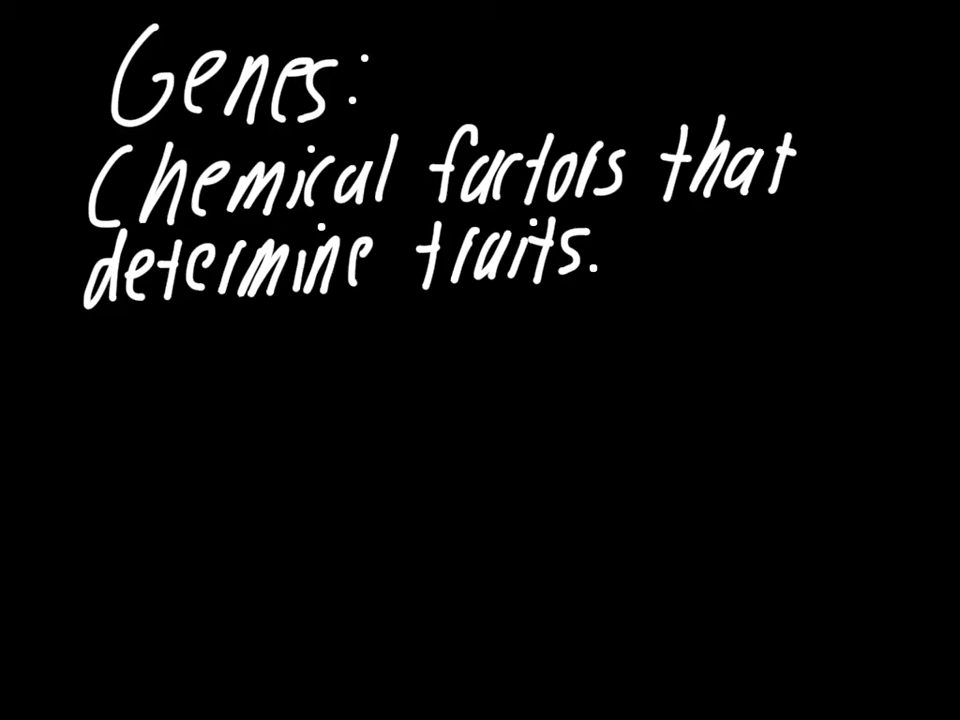 Genes:
Chemical factors that
determine traits.